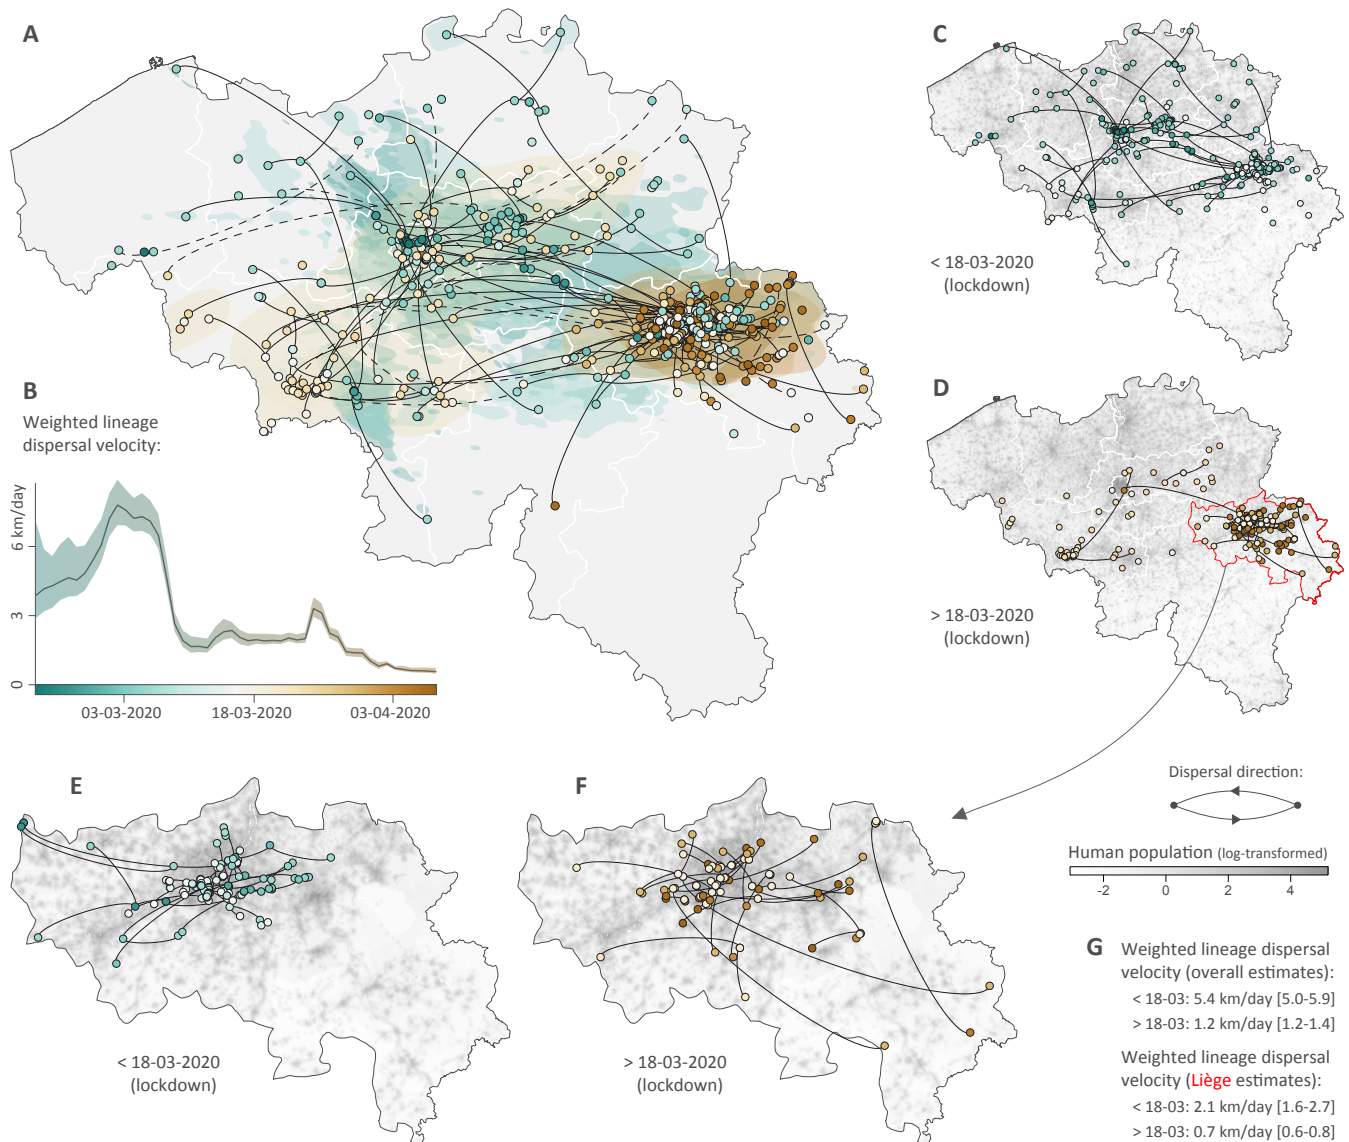 A
C
< 18-03-2020
(lockdown)
B
Weighted lineage
dispersal velocity:
6 km/day
3
0
03-03-2020
18-03-2020
03-04-2020
D
> 18-03-2020
(lockdown)
E
< 18-03-2020
(lockdown)
F
> 18-03-2020
(lockdown)
Dispersal direction:
Human population (log-transformed)
-2
0
2
4
G
Weighted lineage dispersal
velocity (overall estimates):
< 18-03: 5.4 km/day [5.0-5.9]
> 18-03: 1.2 km/day [1.2-1.4]
Weighted lineage dispersal
velocity (Liège estimates):
< 18-03: 2.1 km/day [1.6-2.7]
> 18-03: 0.7 km/day [0.6-0.8]